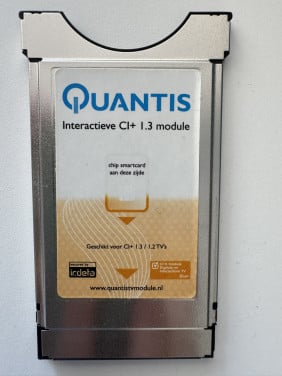 QUANTIS
Interactieve CI+ 1.3 module
chip smartcard
aan deze zijde
Geschikt voor CI+ 1.3 / 1.2 TV's
irdeto
www.quantistvmodule.nl